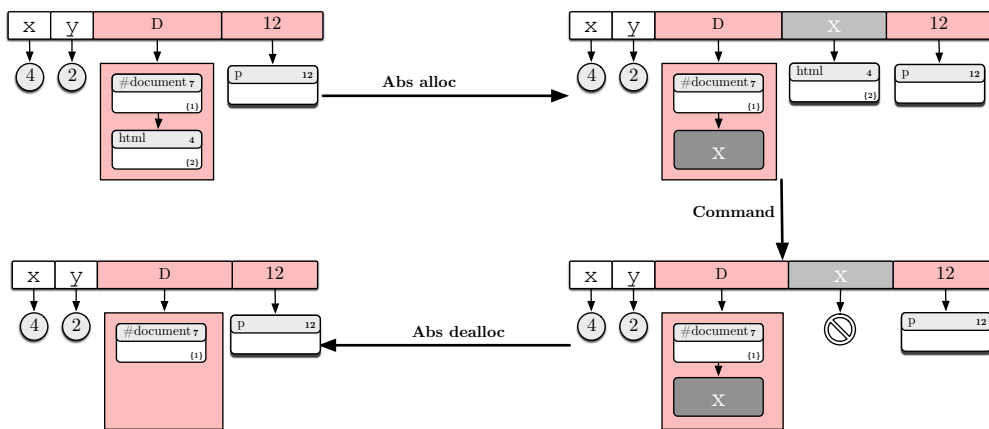 x y D 12
4 2
#document 7
{1}
html 4
{2}
p 12
Abs alloc
x y D x 12
4 2
#document 7
{1}
x
html 4
{2}
p 12
Command
x y D x 12
4 2
#document 7
{1}
x
p 12
Abs dealloc
x y D 12
4 2
#document 7
{1}
p 12